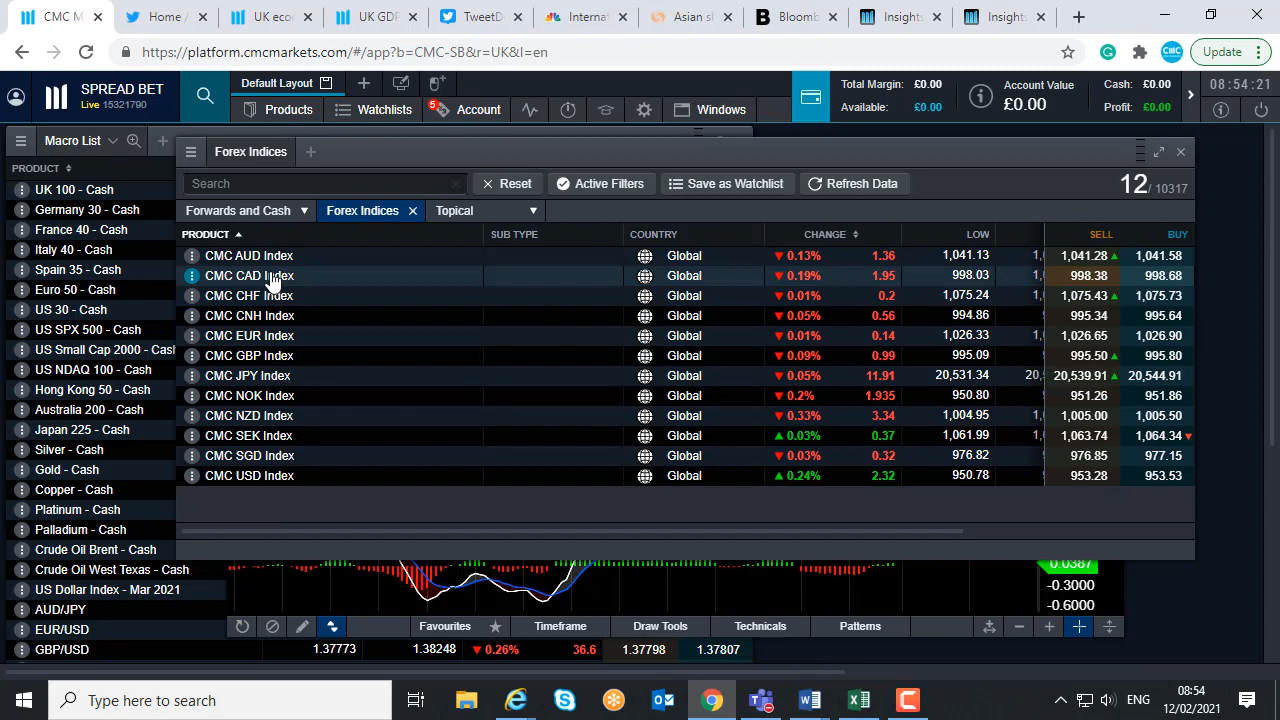 CMC M
Home /
UK econ
UK GDP
TweetD
Internat
Asian sl
Bloomb
Insights
Insights
https://platform.cmcmarkets.com/#/app?b=CMC-SB&r=UK&l=en
Update
SPREAD BET
Live 15321790
Default Layout
Total Margin: £0.00
Available: £0.00
Account Value
£0.00
Cash: £0.00
Profit: £0.00
08:54:21
Products
Watchlists
5
Account
Windows
Macro List
Forex Indices
PRODUCT
Search
Reset
Active Filters
Save as Watchlist
Refresh Data
12 / 10317
Forwards and Cash
Forex Indices
Topical
PRODUCT SUB TYPE COUNTRY CHANGE LOW SELL BUY
CMC AUD Index Global 0.13% 1.36 1,041.13 1,041.28 1,041.58
CMC CAD Index Global 0.19% 1.95 998.03 998.38 998.68
CMC CHF Index Global 0.01% 0.2 1,075.24 1,075.43 1,075.73
CMC CNH Index Global 0.05% 0.56 994.86 995.34 995.64
CMC EUR Index Global 0.01% 0.14 1,026.33 1,026.65 1,026.90
CMC GBP Index Global 0.09% 0.99 995.09 995.50 995.80
CMC JPY Index Global 0.05% 11.91 20,531.34 20, 20,539.91 20,544.91
CMC NOK Index Global 0.2% 1.935 950.80 951.26 951.86
CMC NZD Index Global 0.33% 3.34 1,004.95 1,005.00 1,005.50
CMC SEK Index Global 0.03% 0.37 1,061.99 1,063.74 1,064.34
CMC SGD Index Global 0.03% 0.32 976.82 976.85 977.15
CMC USD Index Global 0.24% 2.32 950.78 953.28 953.53
UK 100 - Cash
Germany 30 - Cash
France 40 - Cash
Italy 40 - Cash
Spain 35 - Cash
Euro 50 - Cash
US 30 - Cash
US SPX 500 - Cash
US Small Cap 2000 - Cash
US NDAQ 100 - Cash
Hong Kong 50 - Cash
Australia 200 - Cash
Japan 225 - Cash
Silver - Cash
Gold - Cash
Copper - Cash
Platinum - Cash
Palladium - Cash
Crude Oil Brent - Cash
Crude Oil West Texas - Cash
US Dollar Index - Mar 2021
AUD/JPY
EUR/USD
GBP/USD 1.37773 1.38248 0.26% 36.6 1.37798 1.37807
0.0387
-0.3000
-0.6000
Favourites
Timeframe
Draw Tools
Technicals
Patterns
Type here to search
ENG
08:54
12/02/2021